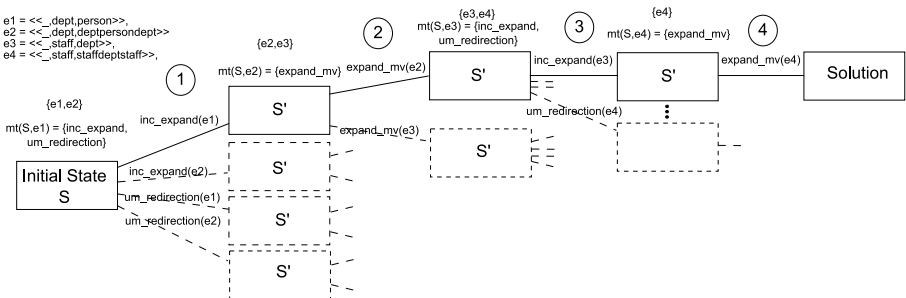 e1 = <<_,dept,person>>,
e2 = <<_,dept,deptpersondept>>
e3 = <<_,staff,dept>>,
e4 = <<_,staff,staffdeptstaff>>,
1
2
3
4
{e1,e2}
mt(S,e1) = {inc_expand,
um_redirection}
Initial State
S
inc_expand(e1)
inc_expand(e2)
um_redirection(e1)
um_redirection(e2)
{e2,e3}
mt(S,e2) = {expand_mv}
S'
S'
S'
S'
expand_mv(e2)
expand_mv(e3)
{e3,e4}
mt(S,e3) = {inc_expand,
um_redirection}
S'
S'
inc_expand(e3)
um_redirection(e4)
{e4}
mt(S,e4) = {expand_mv}
S'
expand_mv(e4)
Solution